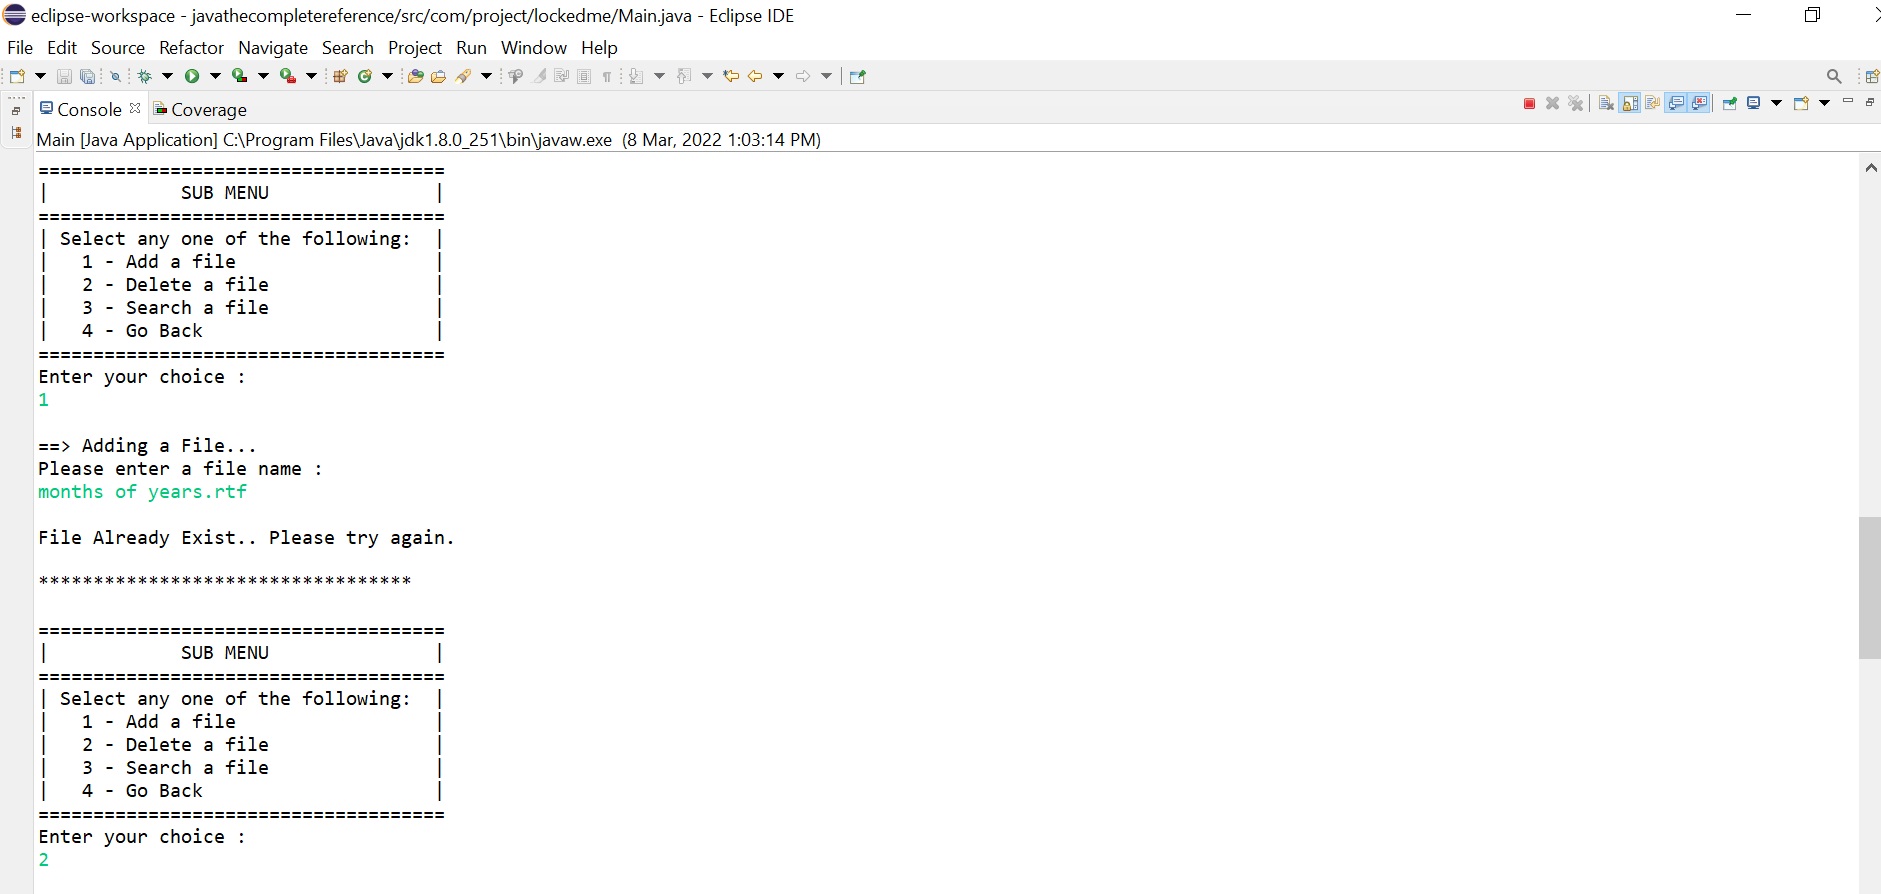 eclipse-workspace - javathecompletereference/src/com/project/lockedme/Main.java - Eclipse IDE
File Edit Source Refactor Navigate Search Project Run Window Help
Console Coverage
Main [Java Application] C:\Program Files\Java\jdk1.8.0_251\bin\javaw.exe (8 Mar, 2022 1:03:14 PM)
=====================================
| SUB MENU |
=====================================
| Select any one of the following: |
| 1 - Add a file |
| 2 - Delete a file |
| 3 - Search a file |
| 4 - Go Back |
=====================================
Enter your choice :
1
==> Adding a File...
Please enter a file name :
months of years.rtf
File Already Exist.. Please try again.
**********************************
=====================================
| SUB MENU |
=====================================
| Select any one of the following: |
| 1 - Add a file |
| 2 - Delete a file |
| 3 - Search a file |
| 4 - Go Back |
=====================================
Enter your choice :
2